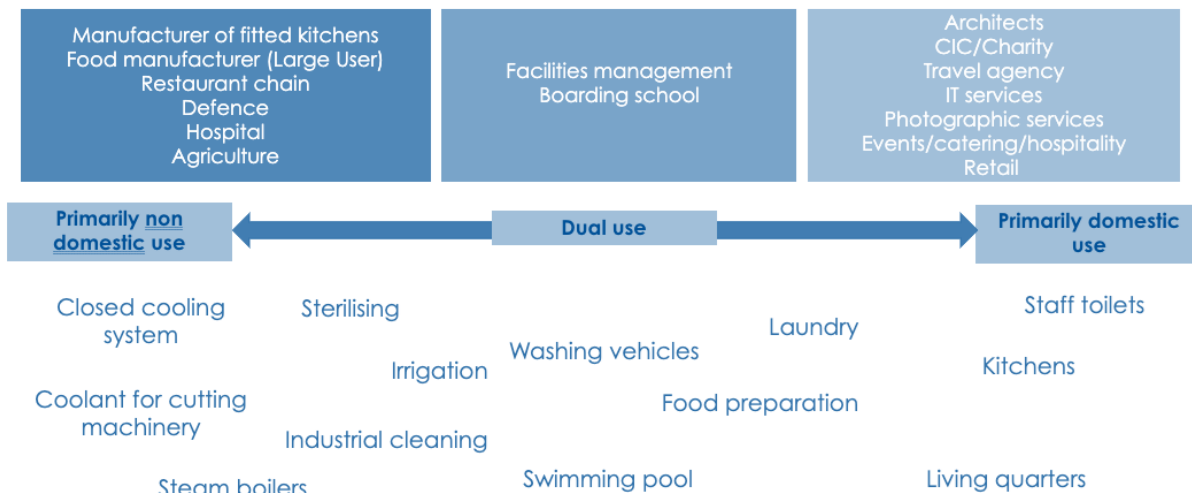 Manufacturer of fitted kitchens
Food manufacturer (Large User)
Restaurant chain
Defence
Hospital
Agriculture
Facilities management
Boarding school
Architects
CIC/Charity
Travel agency
IT services
Photographic services
Events/catering/hospitality
Retail
Primarily non
domestic use
Dual use
Primarily domestic
use
Closed cooling
system
Sterilising
Staff toilets
Laundry
Washing vehicles
Irrigation
Kitchens
Coolant for cutting
machinery
Food preparation
Industrial cleaning
Steam boilers
Swimming pool
Living quarters